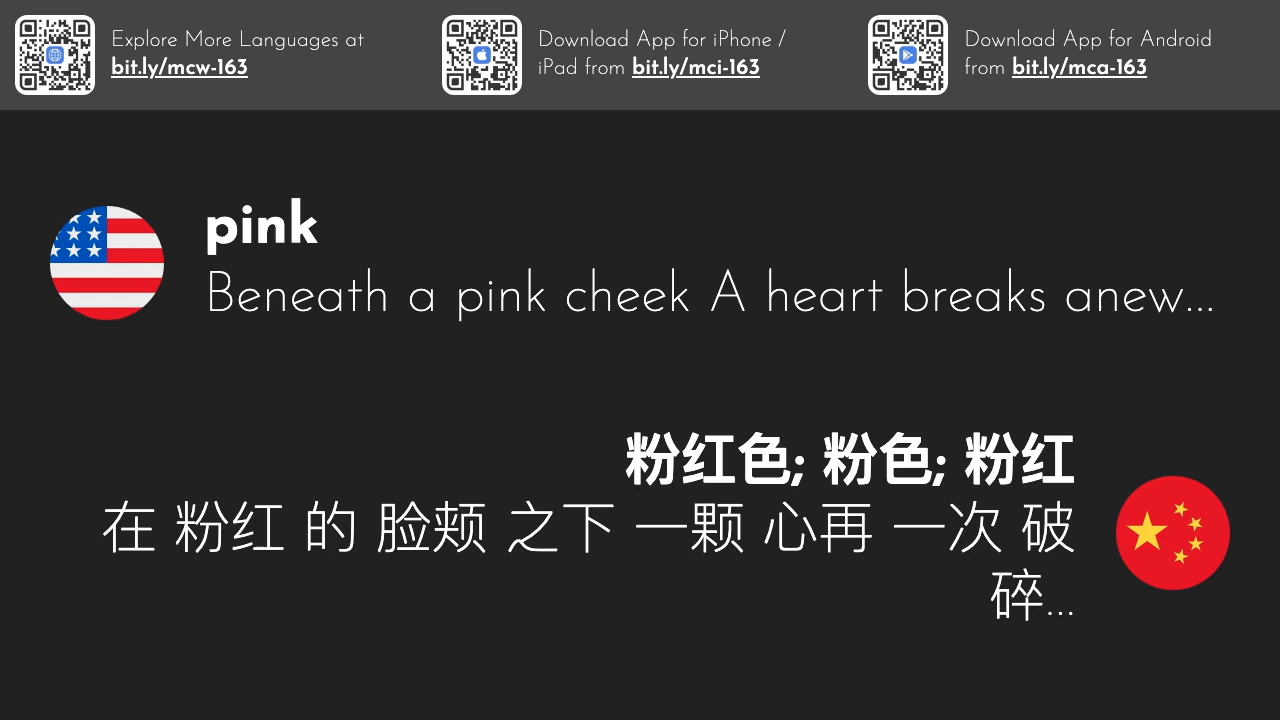 Explore More Languages at
bit.ly/mcw-163
Download App for iPhone /
iPad from bit.ly/mci-163
Download App for Android
from bit.ly/mca-163
pink
Beneath a pink cheek A heart breaks anew...
粉红色; 粉色; 粉红
在 粉红 的 脸颊 之下 一颗 心再 一次 破
碎...